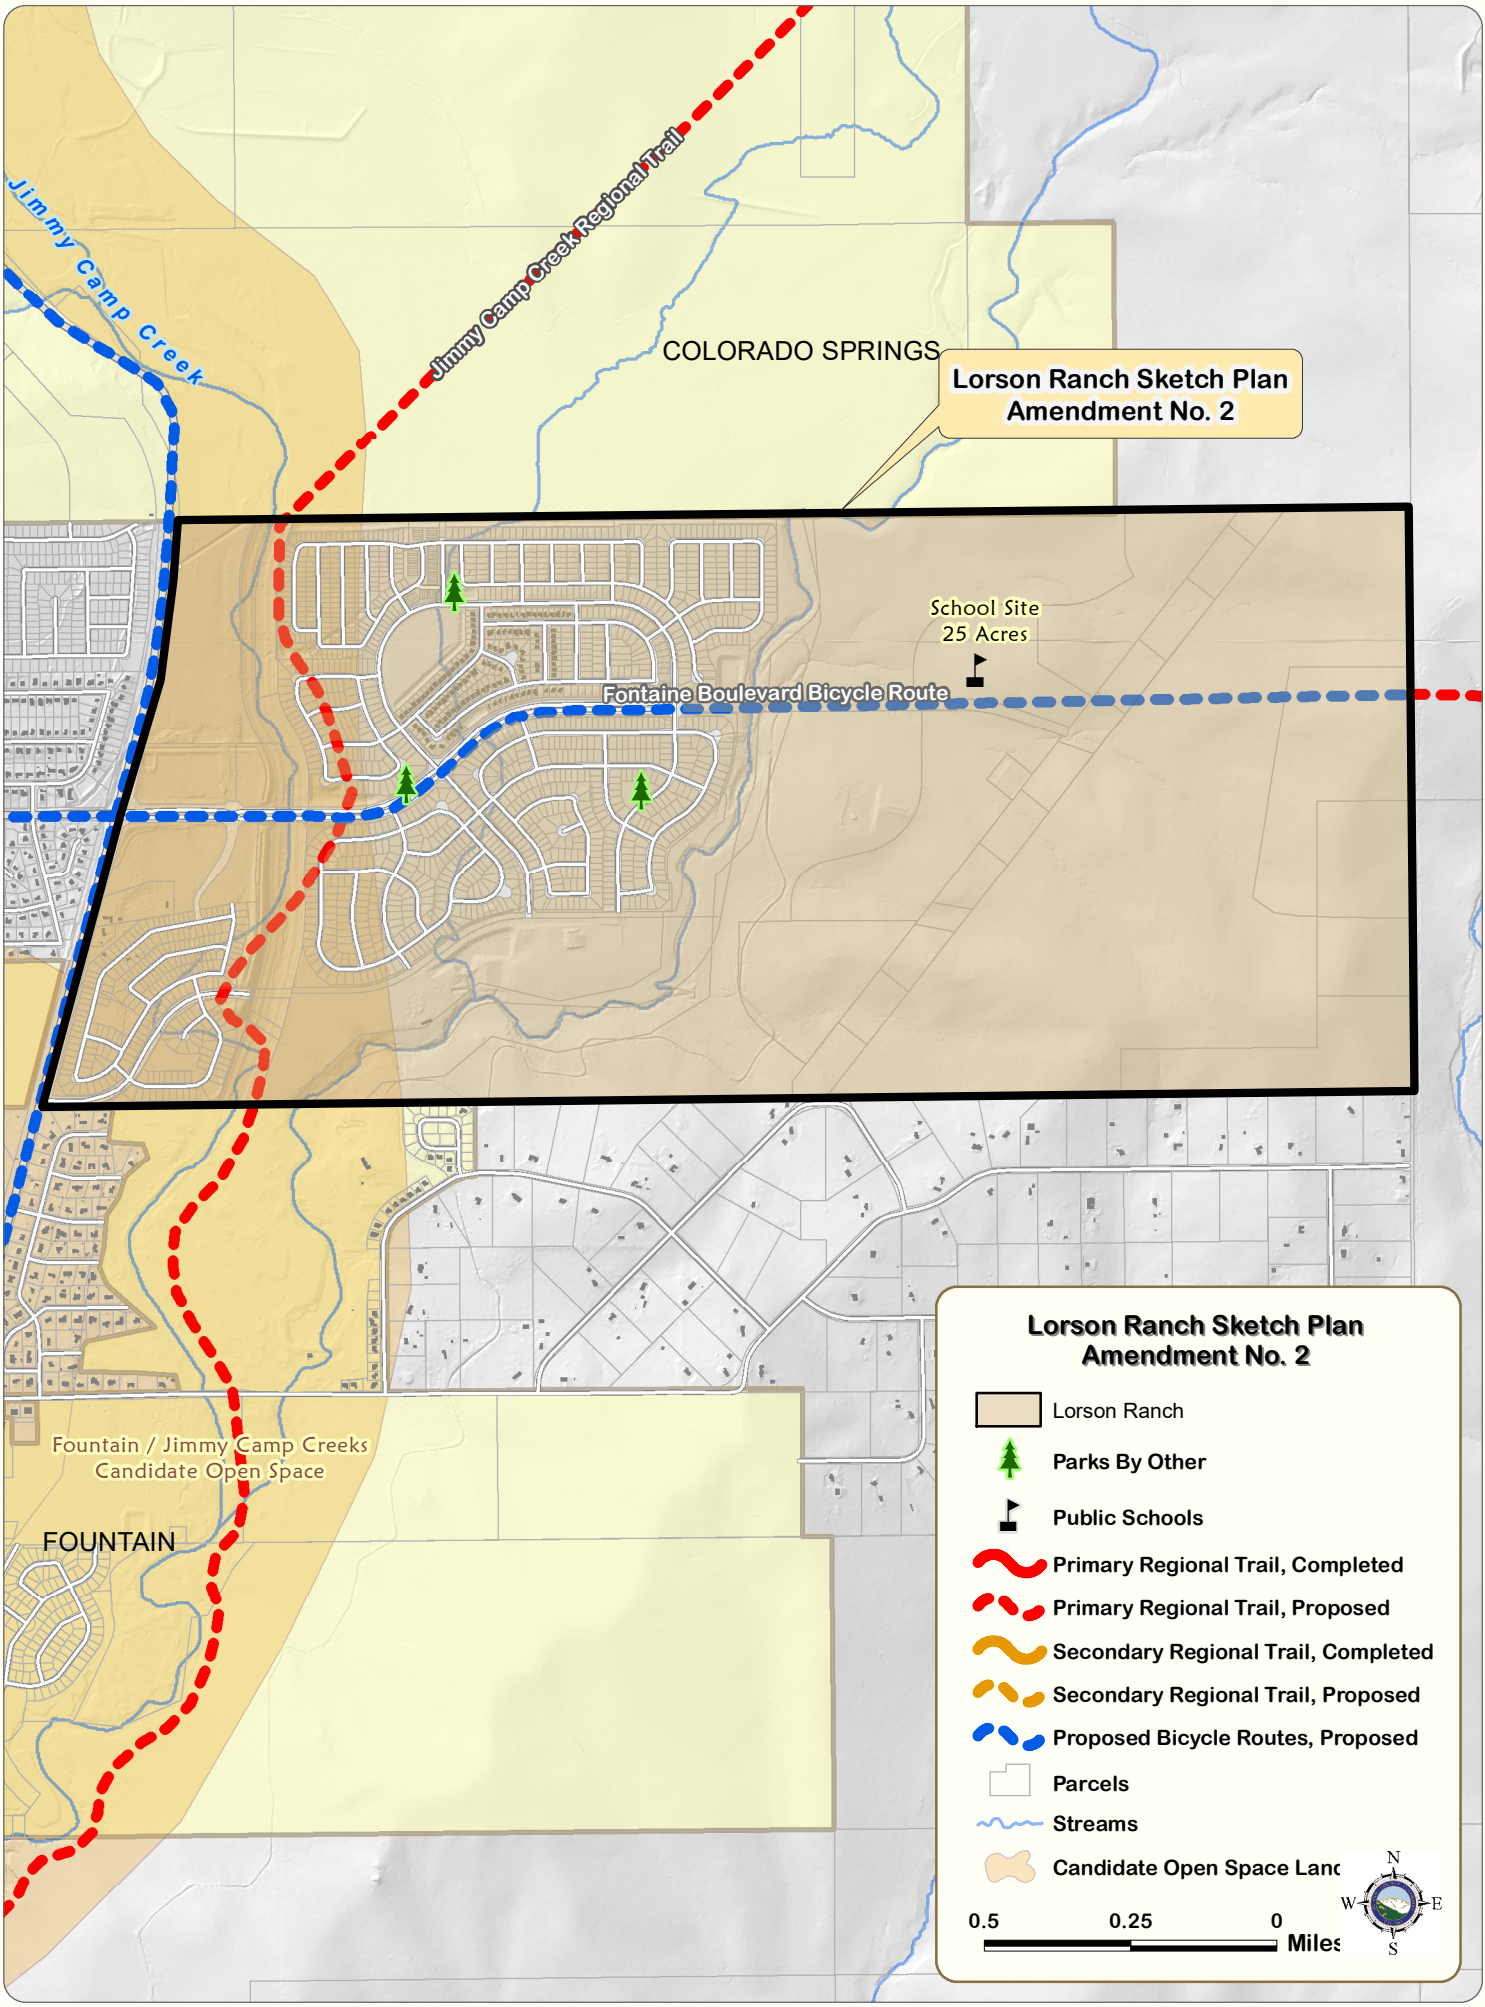 Jimmy Camp Creek Regional Trail
Jimmy Camp Creek
COLORADO SPRINGS
Lorson Ranch Sketch Plan
Amendment No. 2
School Site
25 Acres
Fontaine Boulevard Bicycle Route
Fountain / Jimmy Camp Creeks
Candidate Open Space
FOUNTAIN
Lorson Ranch Sketch Plan
Amendment No. 2
Lorson Ranch
Parks By Other
Public Schools
Primary Regional Trail, Completed
Primary Regional Trail, Proposed
Secondary Regional Trail, Completed
Secondary Regional Trail, Proposed
Proposed Bicycle Routes, Proposed
Parcels
Streams
Candidate Open Space Land
N
W E
S
0.5 0.25 0
Miles